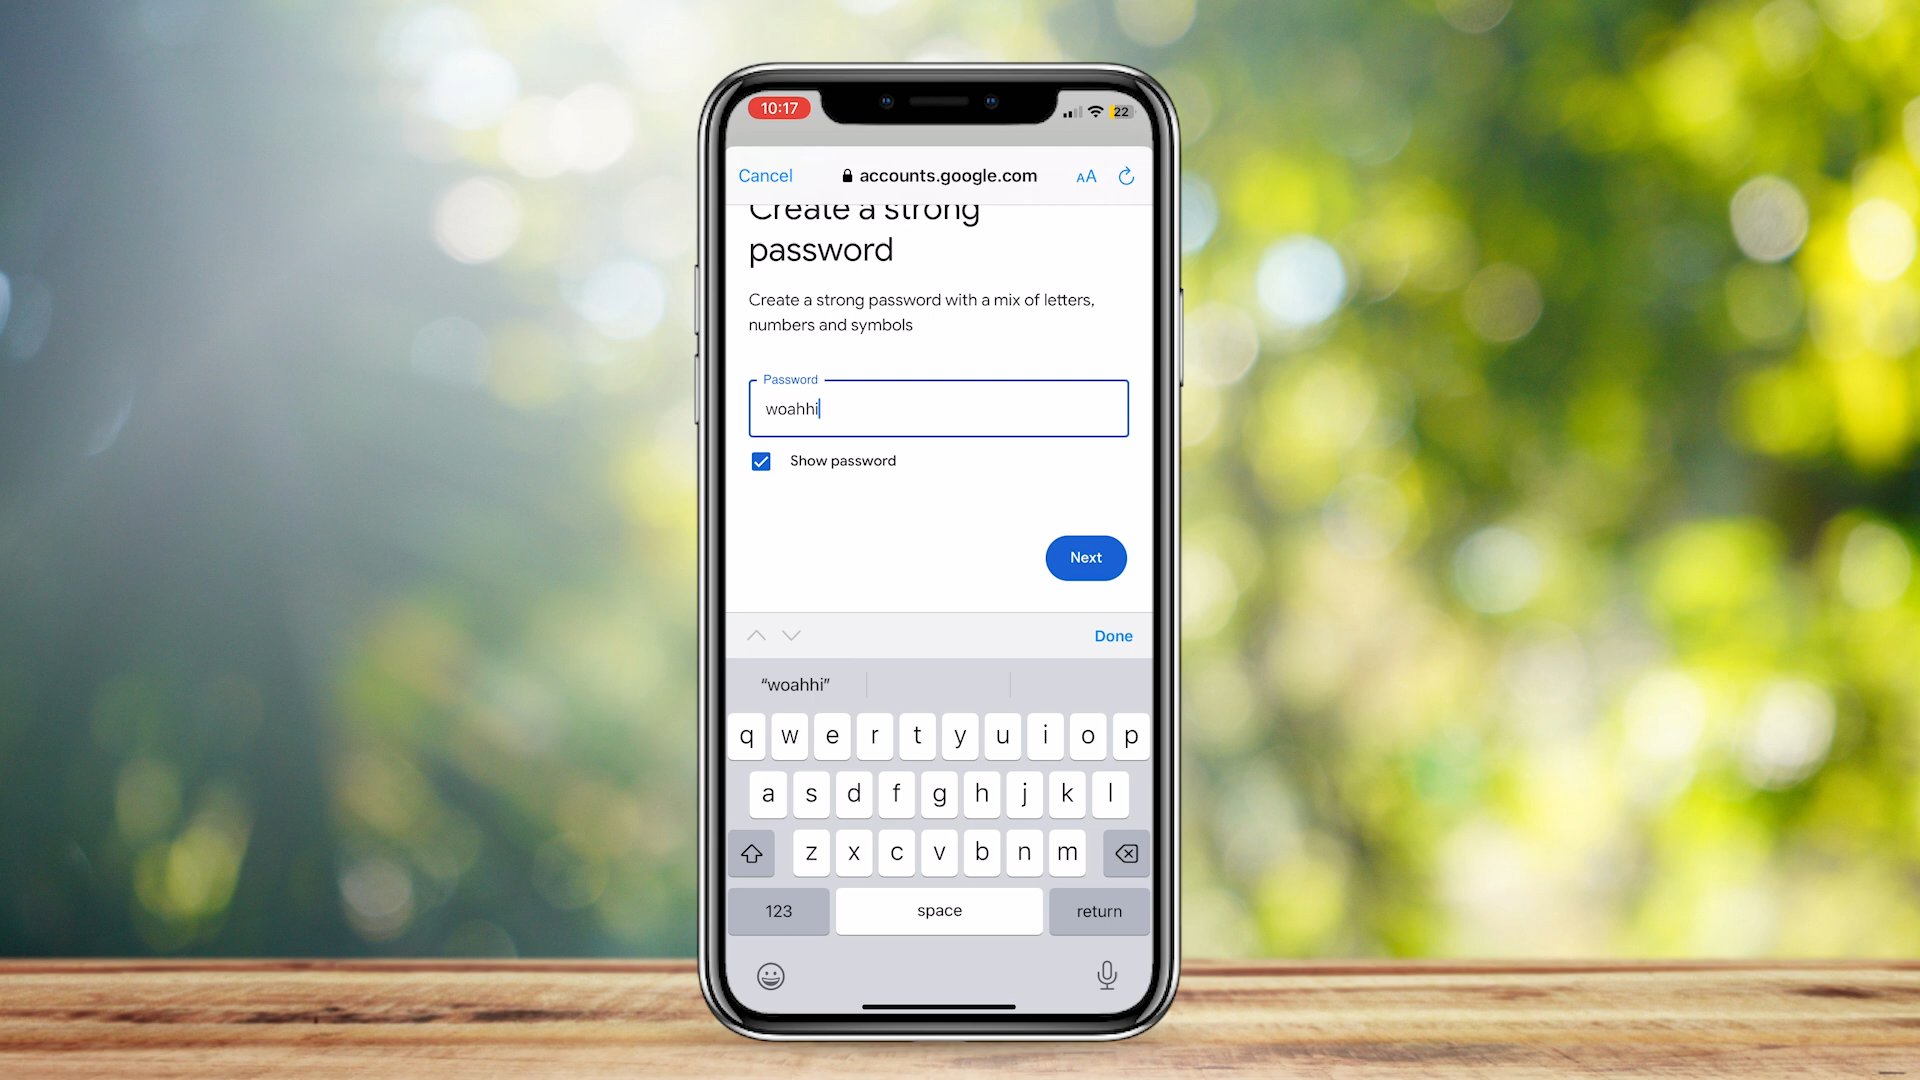 10:17
22
Cancel
accounts.google.com
AA
Create a strong
password
Create a strong password with a mix of letters,
numbers and symbols
Password
woahhi
Show password
Next
Done
“woahhi”
q w e r t y u i o p
a s d f g h j k l
z x c v b n m
123
space
return